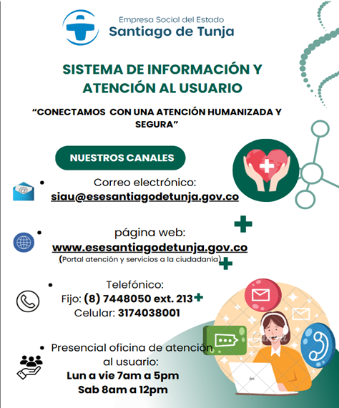 Empresa Social del Estado
Santiago de Tunja
SISTEMA DE INFORMACIÓN Y
ATENCIÓN AL USUARIO
“CONECTAMOS CON UNA ATENCIÓN HUMANIZADA Y
SEGURA”
NUESTROS CANALES
• Correo electrónico:
siau@esesantiagodetunja.gov.co
• página web:
www.esesantiagodetunja.gov.co
(Portal atención y servicios a la ciudadanía)
• Telefónico:
Fijo: (8) 7448050 ext. 213
Celular: 3174038001
• Presencial oficina de atención
al usuario:
Lun a vie 7am a 5pm
Sab 8am a 12pm